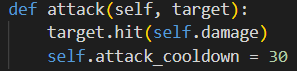 def attack(self, target):
    target.hit(self.damage)
    self.attack_cooldown = 30